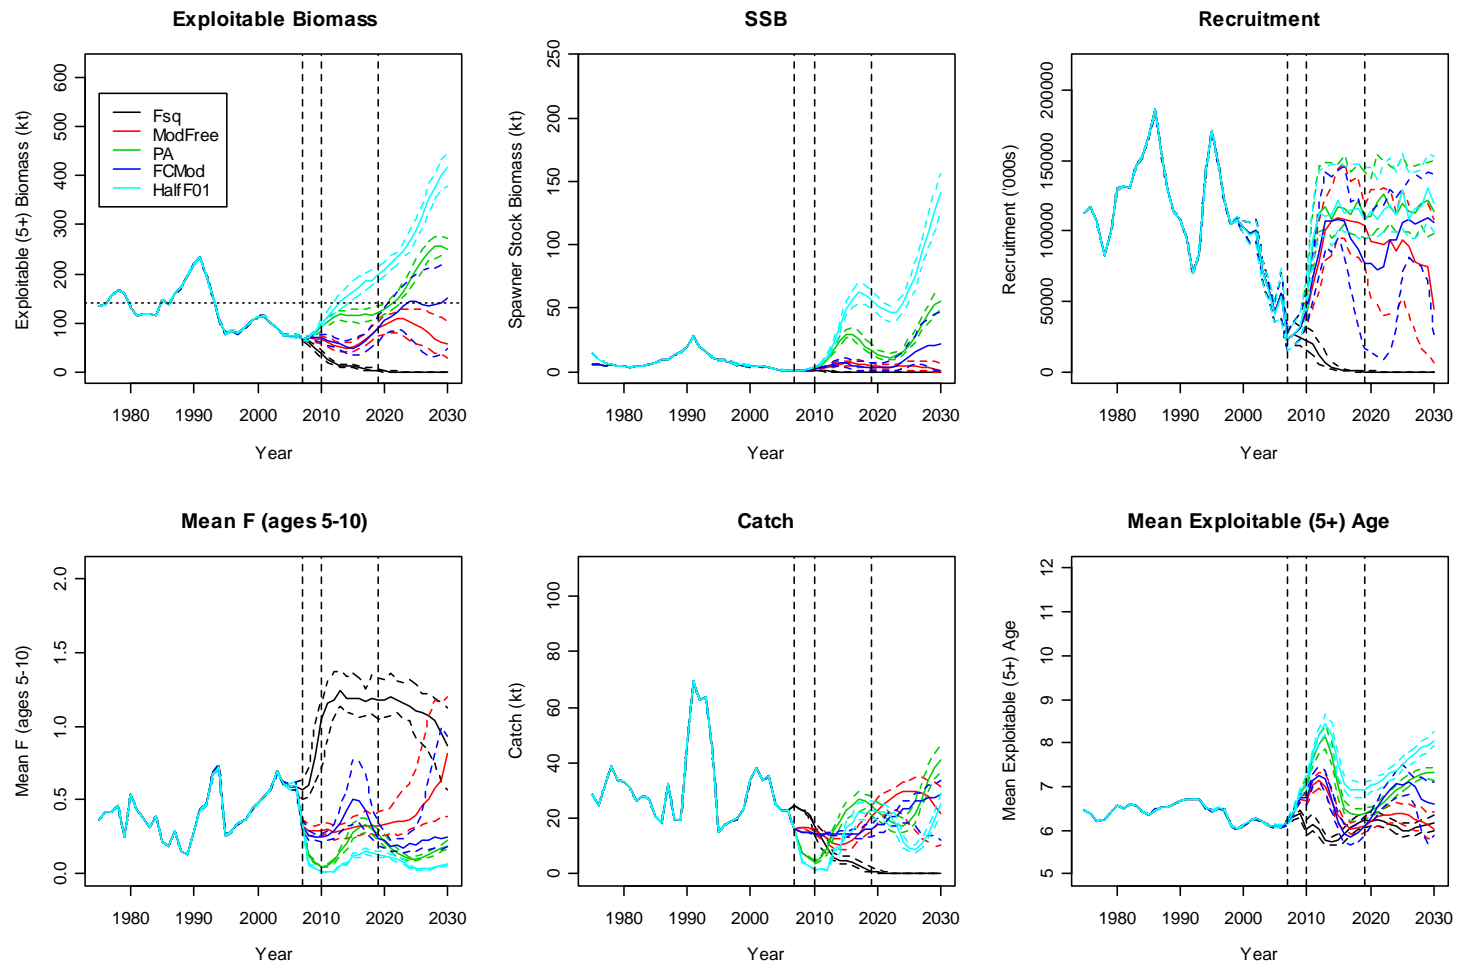 Exploitable Biomass
SSB
Recruitment
Exploitable (5+) Biomass (kt)
600
500
400
300
200
100
0
Fsq
ModFree
PA
FCMod
HalfF01
1980 1990 2000 2010 2020 2030
Year
Spawner Stock Biomass (kt)
250
200
150
100
50
0
1980 1990 2000 2010 2020 2030
Year
Recruitment ('000s)
200000
150000
100000
50000
0
1980 1990 2000 2010 2020 2030
Year
Mean F (ages 5-10)
Catch
Mean Exploitable (5+) Age
Mean F (ages 5-10)
2.0
1.5
1.0
0.5
0.0
1980 1990 2000 2010 2020 2030
Year
Catch (kt)
100
80
60
40
20
0
1980 1990 2000 2010 2020 2030
Year
Mean Exploitable (5+) Age
12
11
10
9
8
7
6
5
1980 1990 2000 2010 2020 2030
Year